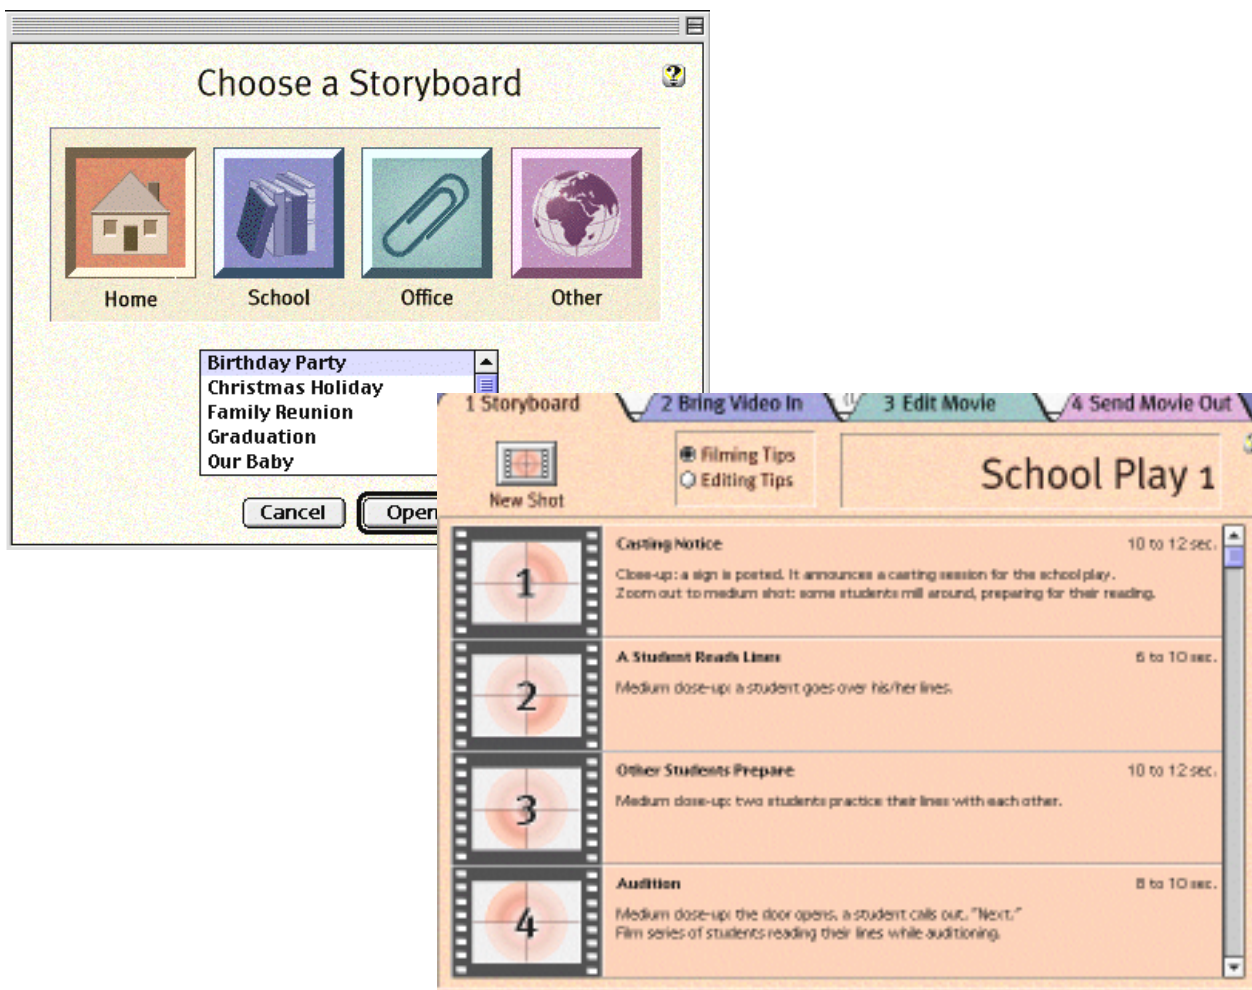 Choose a Storyboard
?
Home
School
Office
Other
Birthday Party
Christmas Holiday
Family Reunion
Graduation
Our Baby
Cancel
Open
1 Storyboard
2 Bring Video In
3 Edit Movie
4 Send Movie Out
New Shot
Filming Tips
Editing Tips
School Play 1
1
Casting Notice
10 to 12 sec.
Close-up: a sign is posted. It announces a casting session for the school play.
Zoom out to medium shot: some students mill around, preparing for their reading.
2
A Student Reads Lines
6 to 10 sec.
Medium close-up: a student goes over his/her lines.
3
Other Students Prepare
10 to 12 sec.
Medium close-up: two students practice their lines with each other.
4
Audition
8 to 10 sec.
Medium close-up: the door opens, a student calls out, "Next."
Film series of students reading their lines while auditioning.